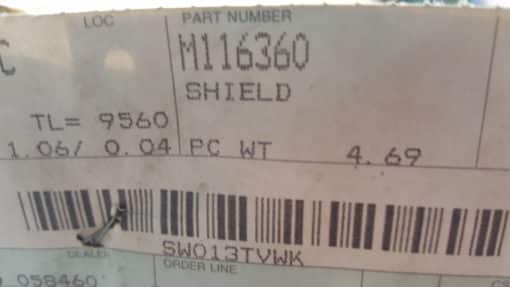 LOC PART NUMBER
C M116360
SHIELD
TL= 9560
1.06/ 0.04 PC WT 4.69
SW013TVWK
DEALER ORDER LINE
058460